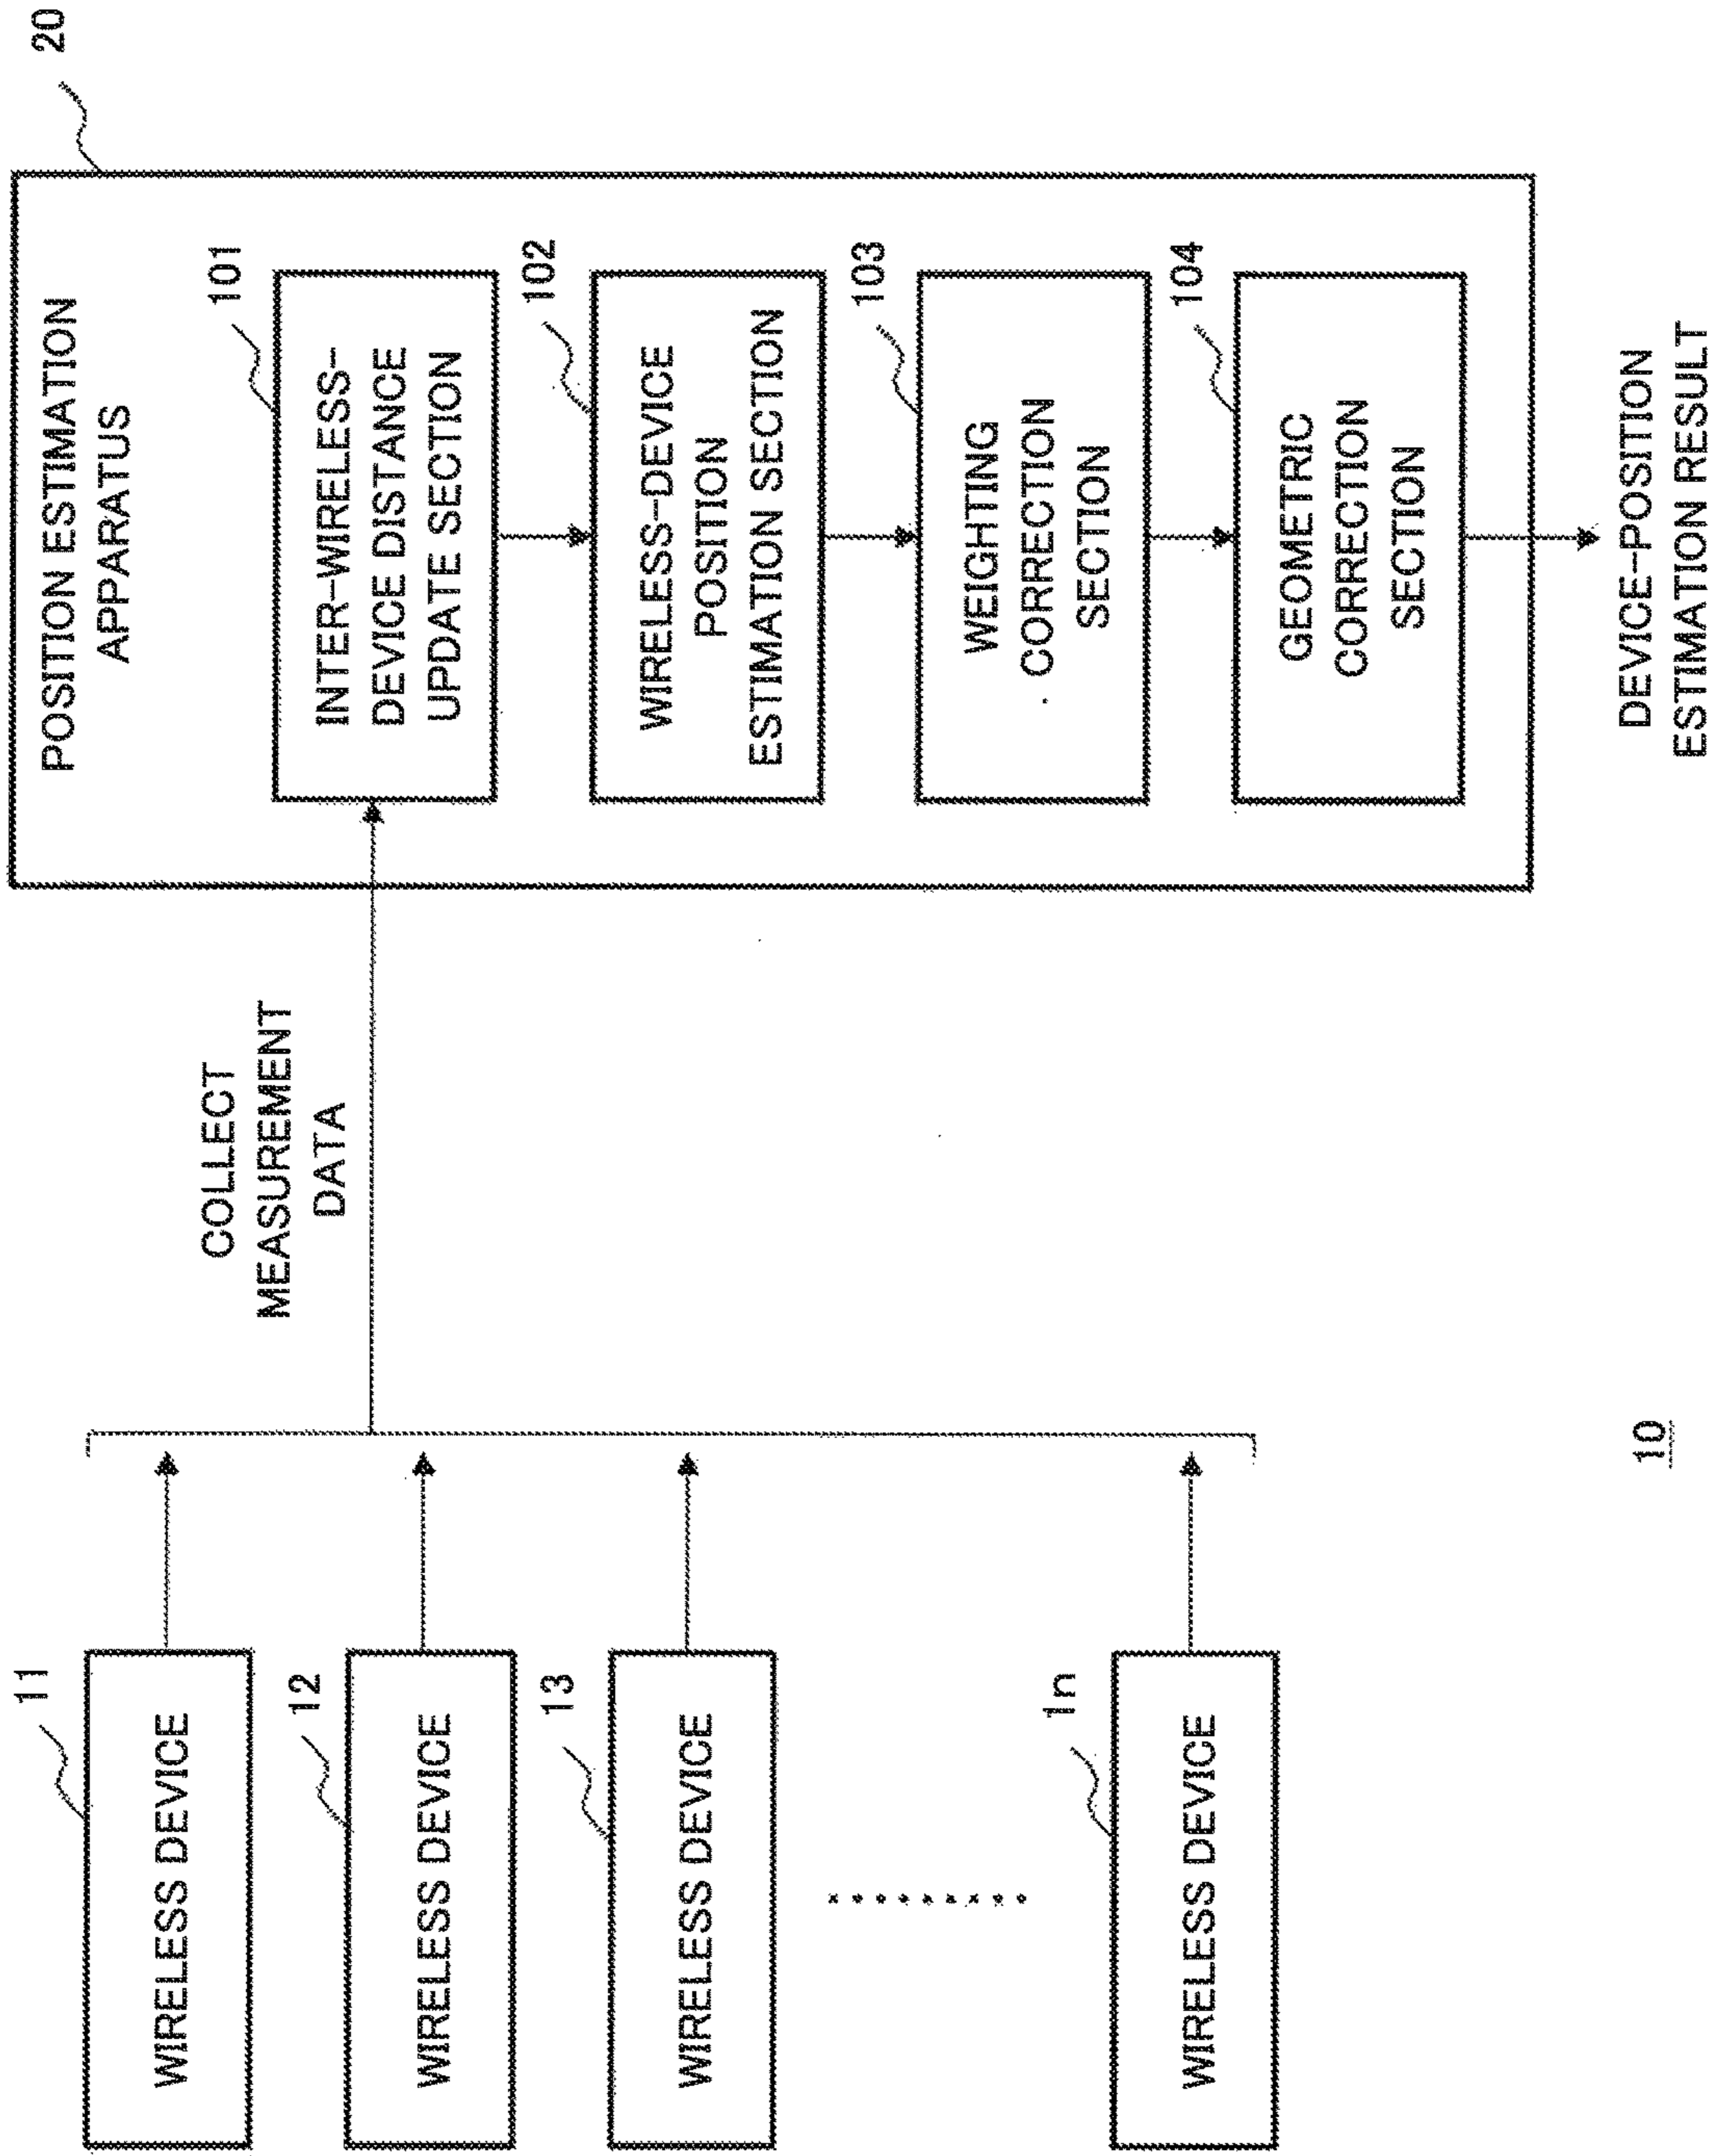 11
WIRELESS DEVICE
12
WIRELESS DEVICE
13
WIRELESS DEVICE
1n
WIRELESS DEVICE
COLLECT
MEASUREMENT
DATA
20
POSITION ESTIMATION
APPARATUS
101
INTER-WIRELESS-
DEVICE DISTANCE
UPDATE SECTION
102
WIRELESS-DEVICE
POSITION
ESTIMATION SECTION
103
WEIGHTING
CORRECTION
SECTION
104
GEOMETRIC
CORRECTION
SECTION
DEVICE-POSITION
ESTIMATION RESULT
10